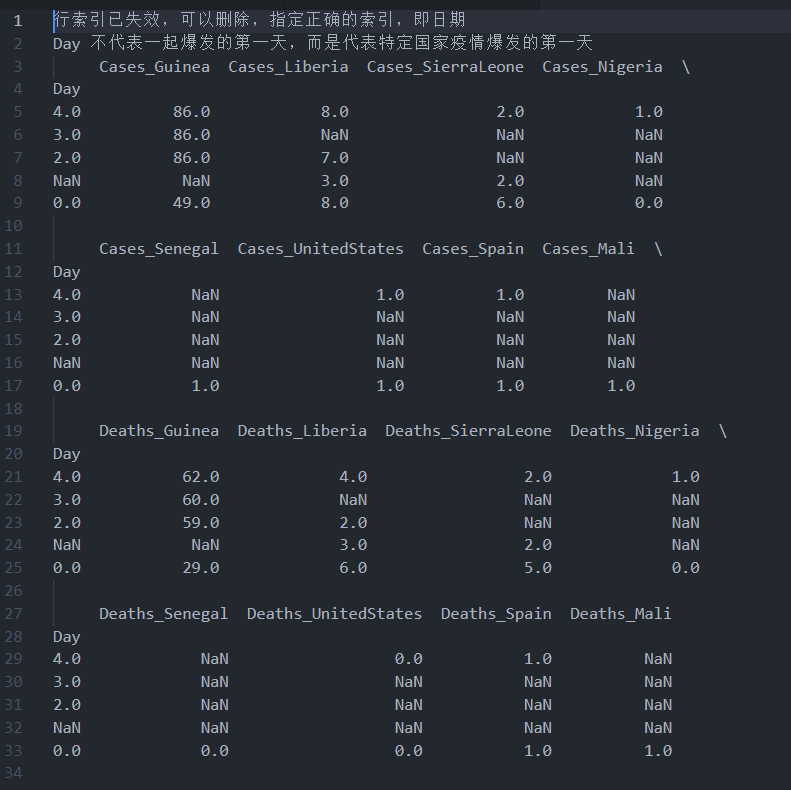 1 行索引已失效，可以删除，指定正确的索引，即日期
2 Day 不代表一起爆发的第一天，而是代表特定国家疫情爆发的第一天
3 Cases_Guinea Cases_Liberia Cases_SierraLeone Cases_Nigeria \
4 Day
5 4.0 86.0 8.0 2.0 1.0
6 3.0 86.0 NaN NaN NaN
7 2.0 86.0 7.0 NaN NaN
8 NaN NaN 3.0 2.0 NaN
9 0.0 49.0 8.0 6.0 0.0
10
11 Cases_Senegal Cases_UnitedStates Cases_Spain Cases_Mali \
12 Day
13 4.0 NaN 1.0 1.0 NaN
14 3.0 NaN NaN NaN NaN
15 2.0 NaN NaN NaN NaN
16 NaN NaN NaN NaN NaN
17 0.0 1.0 1.0 1.0 1.0
18
19 Deaths_Guinea Deaths_Liberia Deaths_SierraLeone Deaths_Nigeria \
20 Day
21 4.0 62.0 4.0 2.0 1.0
22 3.0 60.0 NaN NaN NaN
23 2.0 59.0 2.0 NaN NaN
24 NaN NaN 3.0 2.0 NaN
25 0.0 29.0 6.0 5.0 0.0
26
27 Deaths_Senegal Deaths_UnitedStates Deaths_Spain Deaths_Mali
28 Day
29 4.0 NaN 0.0 1.0 NaN
30 3.0 NaN NaN NaN NaN
31 2.0 NaN NaN NaN NaN
32 NaN NaN NaN NaN NaN
33 0.0 0.0 0.0 1.0 1.0
34